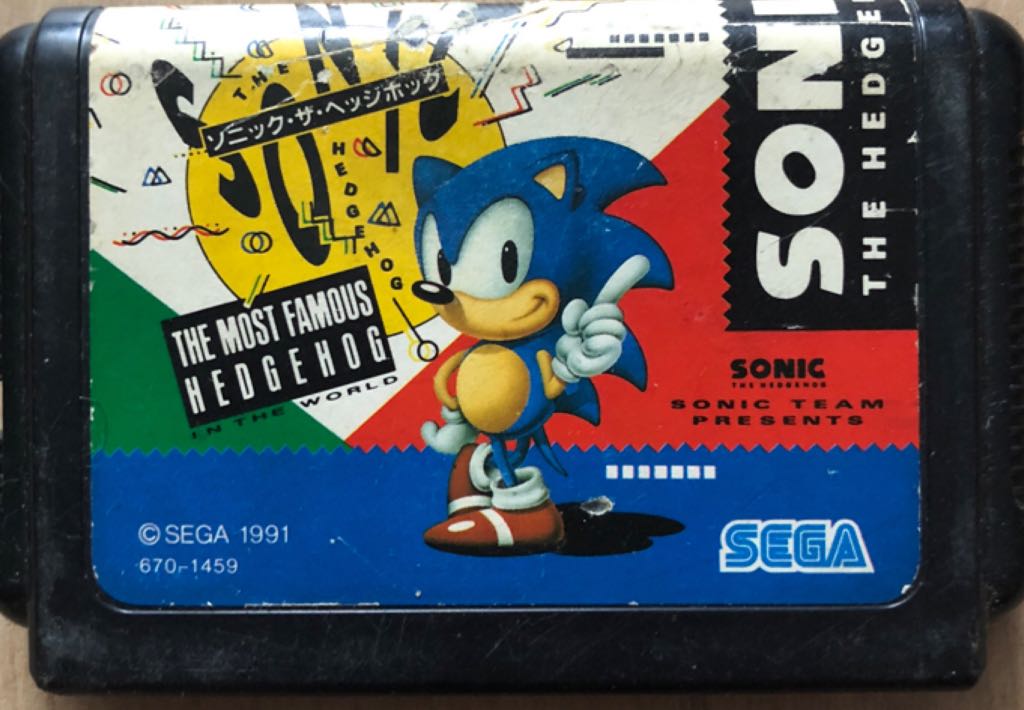 THE
SONIC
ソニック・ザ・ヘッジホッグ
HEDGEHOG
THE MOST FAMOUS
HEDGEHOG
IN THE WORLD
SONI
THE HEDGE
SONIC
THE HEDGEHOG
SONIC TEAM
PRESENTS
©SEGA 1991
670-1459
SEGA